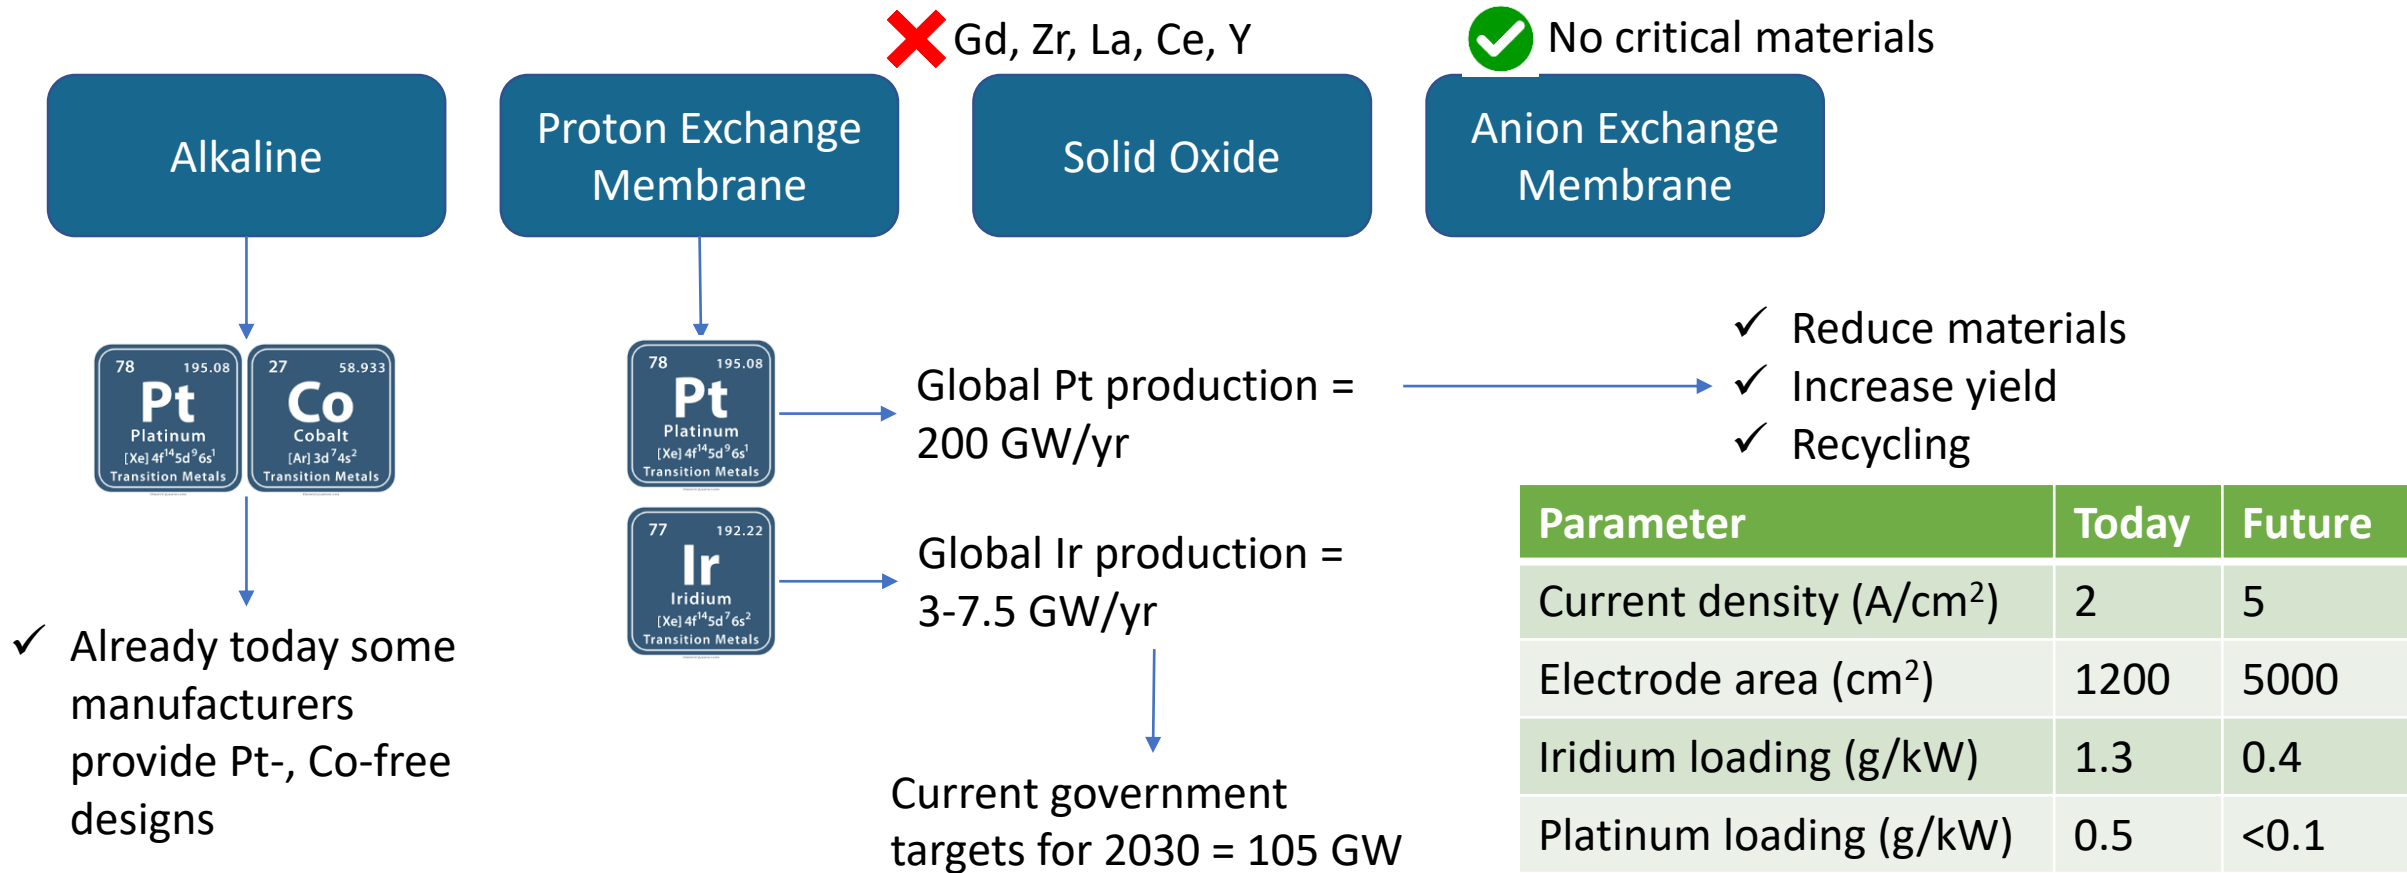 Gd, Zr, La, Ce, Y
No critical materials
Alkaline
Proton Exchange
Membrane
Solid Oxide
Anion Exchange
Membrane
78 195.08
Pt
Platinum
[Xe] 4f¹⁴5d⁹6s¹
Transition Metals
27 58.933
Co
Cobalt
[Ar] 3d⁷4s²
Transition Metals
✓ Already today some
manufacturers
provide Pt-, Co-free
designs
78 195.08
Pt
Platinum
[Xe] 4f¹⁴5d⁹6s¹
Transition Metals
Global Pt production =
200 GW/yr
✓ Reduce materials
✓ Increase yield
✓ Recycling
77 192.22
Ir
Iridium
[Xe] 4f¹⁴5d⁷6s²
Transition Metals
Global Ir production =
3-7.5 GW/yr
Current government
targets for 2030 = 105 GW
Parameter Today Future
Current density (A/cm²) 2 5
Electrode area (cm²) 1200 5000
Iridium loading (g/kW) 1.3 0.4
Platinum loading (g/kW) 0.5 <0.1